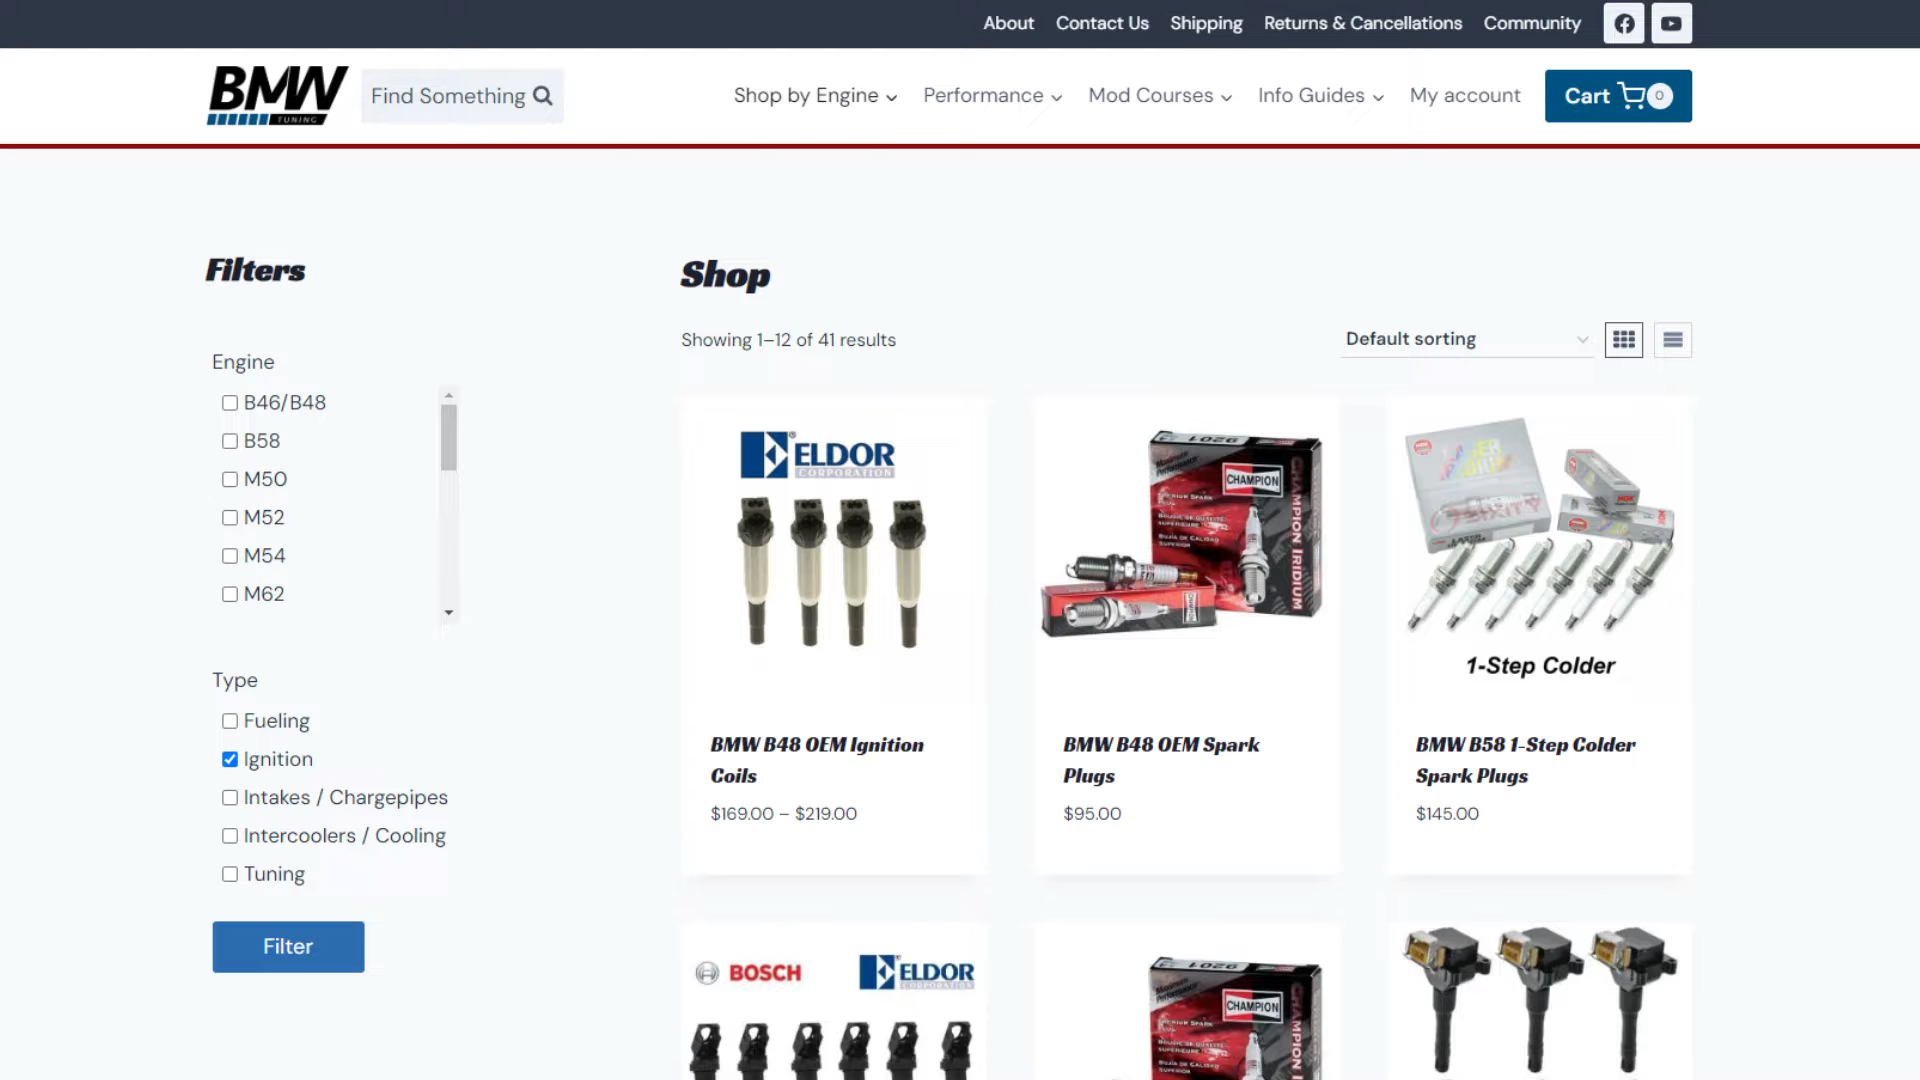 About Contact Us Shipping Returns & Cancellations Community
BMW
TUNING
Find Something
Shop by Engine Performance Mod Courses Info Guides My account Cart 0
Filters
Engine
B46/B48
B58
M50
M52
M54
M62
Type
Fueling
Ignition
Intakes / Chargepipes
Intercoolers / Cooling
Tuning
Filter
Shop
Showing 1–12 of 41 results
Default sorting
ELDOR
CORPORATION
BMW B48 OEM Ignition
Coils
$169.00 – $219.00
9201
CHAMPION
CHAMPION IRIDIUM
BMW B48 OEM Spark
Plugs
$95.00
NGK
1-Step Colder
BMW B58 1-Step Colder
Spark Plugs
$145.00
BOSCH
ELDOR
CORPORATION
9201
CHAMPION